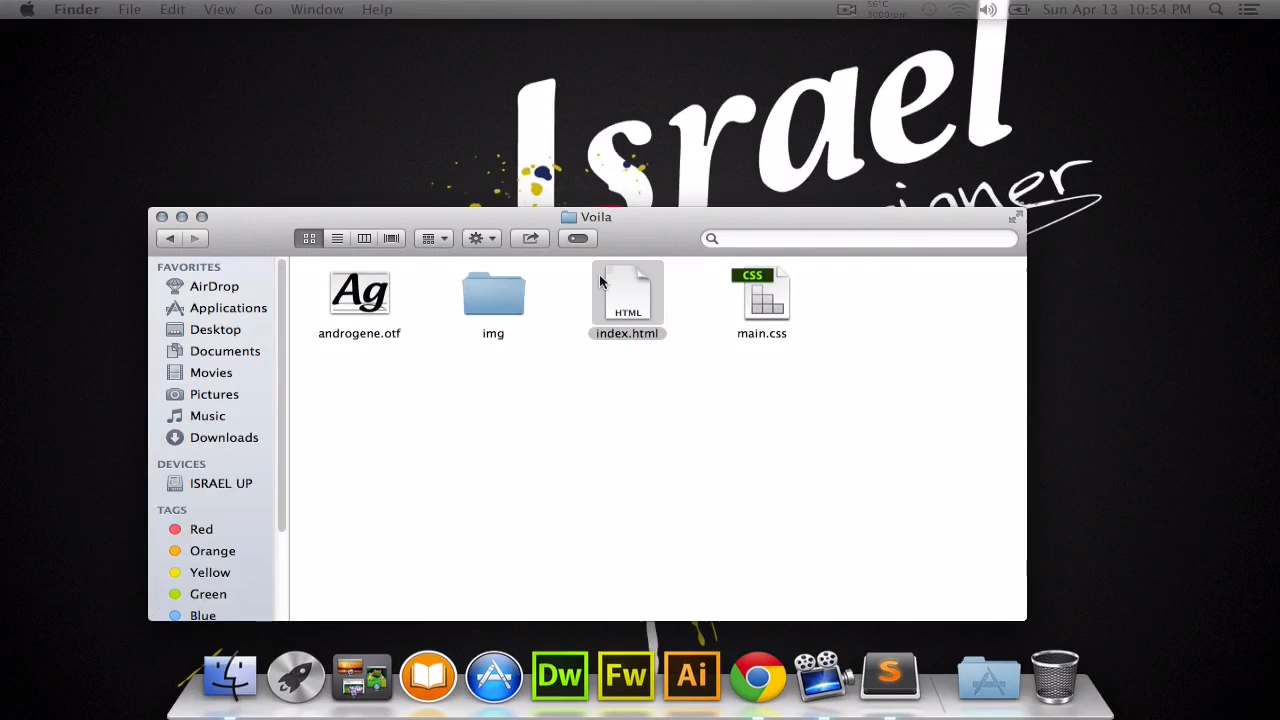 Finder File Edit View Go Window Help 56°C 3000rpm Sun Apr 13 10:54 PM
Israel
Voila
FAVORITES
AirDrop
Applications
Desktop
Documents
Movies
Pictures
Music
Downloads
DEVICES
ISRAEL UP
TAGS
Red
Orange
Yellow
Green
Blue
Ag
HTML
CSS
androgene.otf img index.html main.css
Dw Fw Ai S